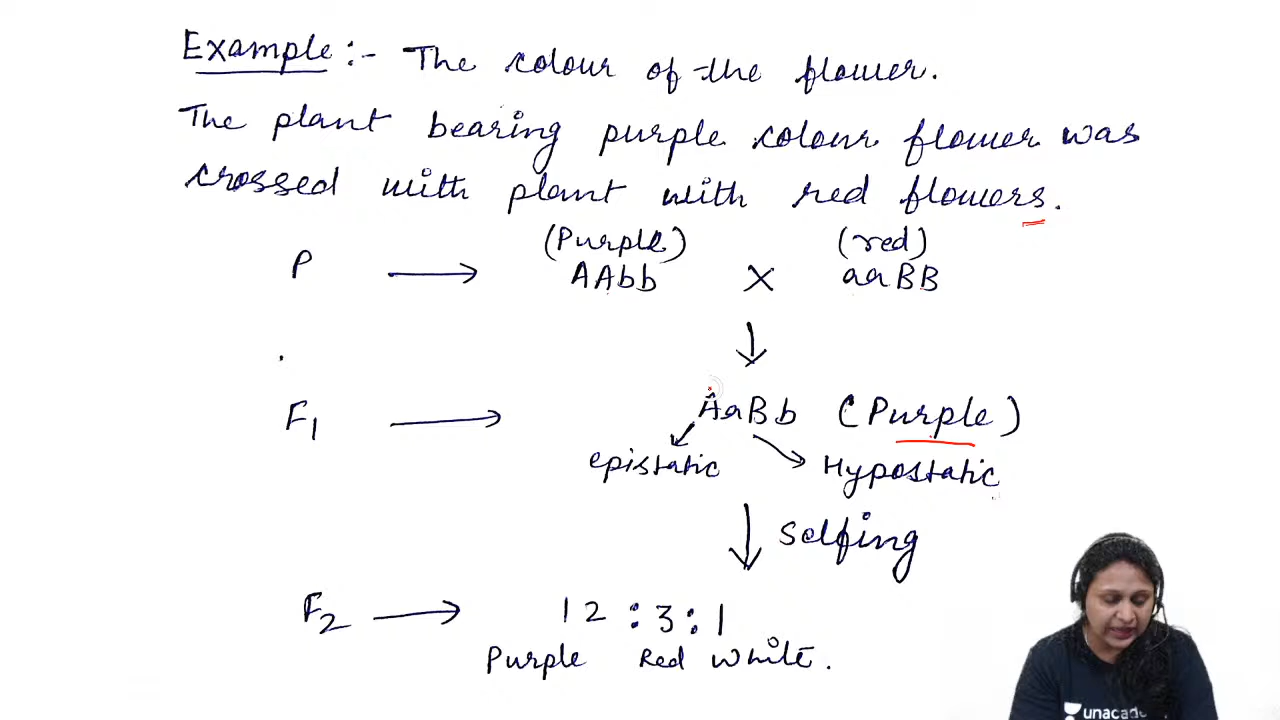 Example :- The colour of the flower.
The plant bearing purple colour flower was
crossed with plant with red flowers.
(Purple) (red)
P → AAbb X aaBB
↓
F1 → AaBb (Purple)
epistatic Hypostatic
↓ Selfing
F2 → 12 : 3 : 1
Purple Red White.
unacade